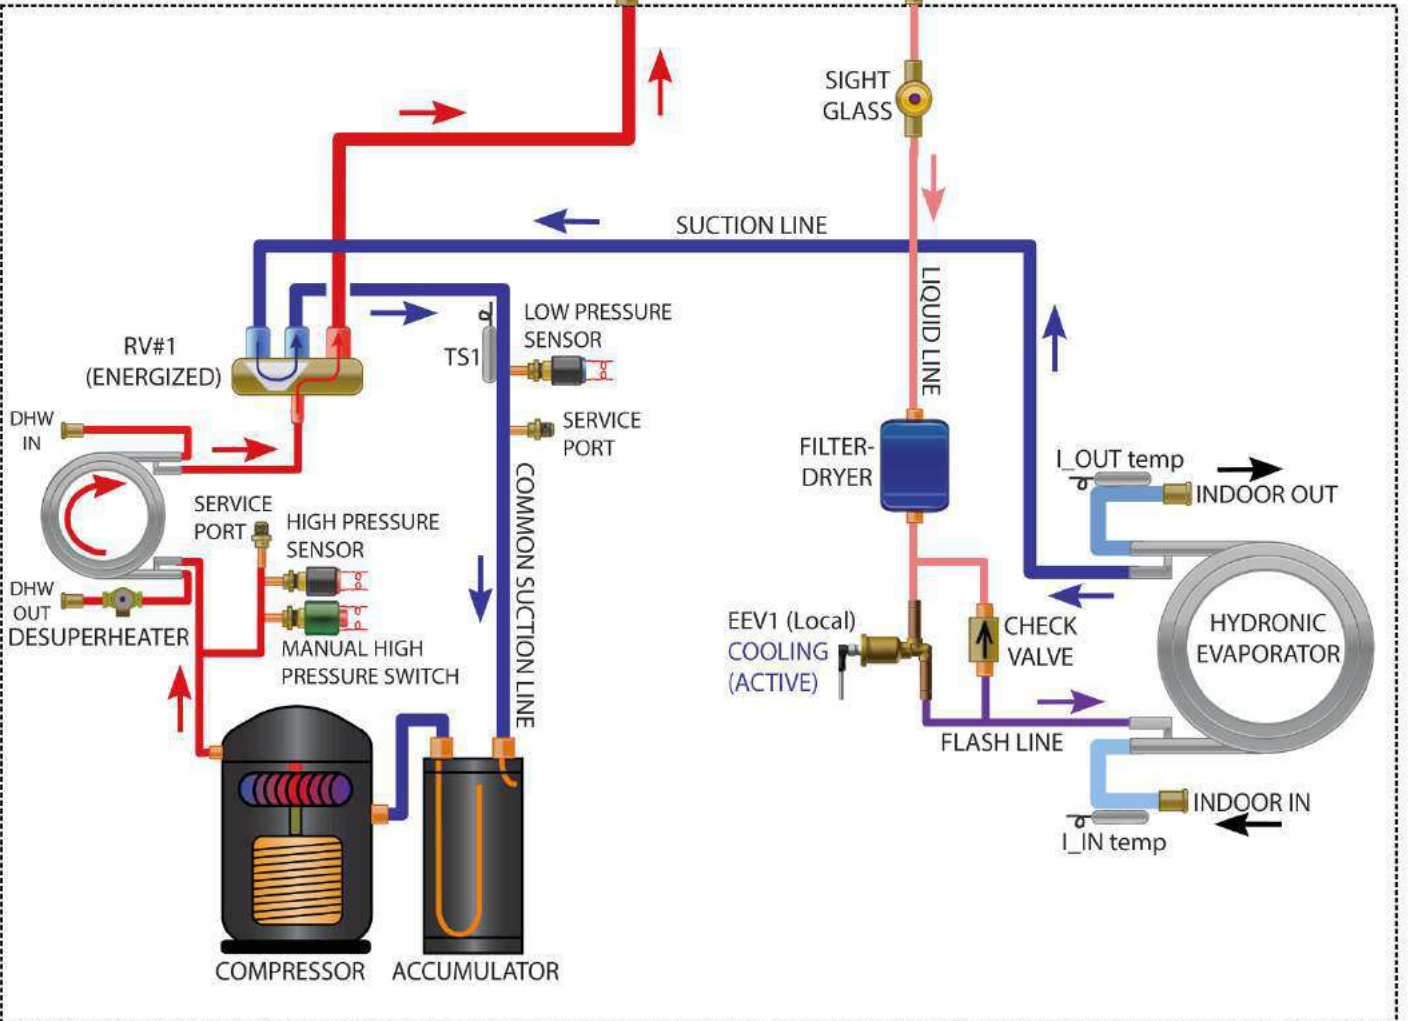 SIGHT
GLASS
SUCTION LINE
LIQUID LINE
LOW PRESSURE
SENSOR
TS1
RV#1
(ENERGIZED)
DHW
IN
SERVICE
PORT
FILTER-
DRYER
I_OUT temp
INDOOR OUT
COMMON SUCTION LINE
SERVICE
PORT
HIGH PRESSURE
SENSOR
DHW
OUT
DESUPERHEATER
MANUAL HIGH
PRESSURE SWITCH
EEV1 (Local)
COOLING
(ACTIVE)
CHECK
VALVE
HYDRONIC
EVAPORATOR
FLASH LINE
INDOOR IN
I_IN temp
COMPRESSOR
ACCUMULATOR